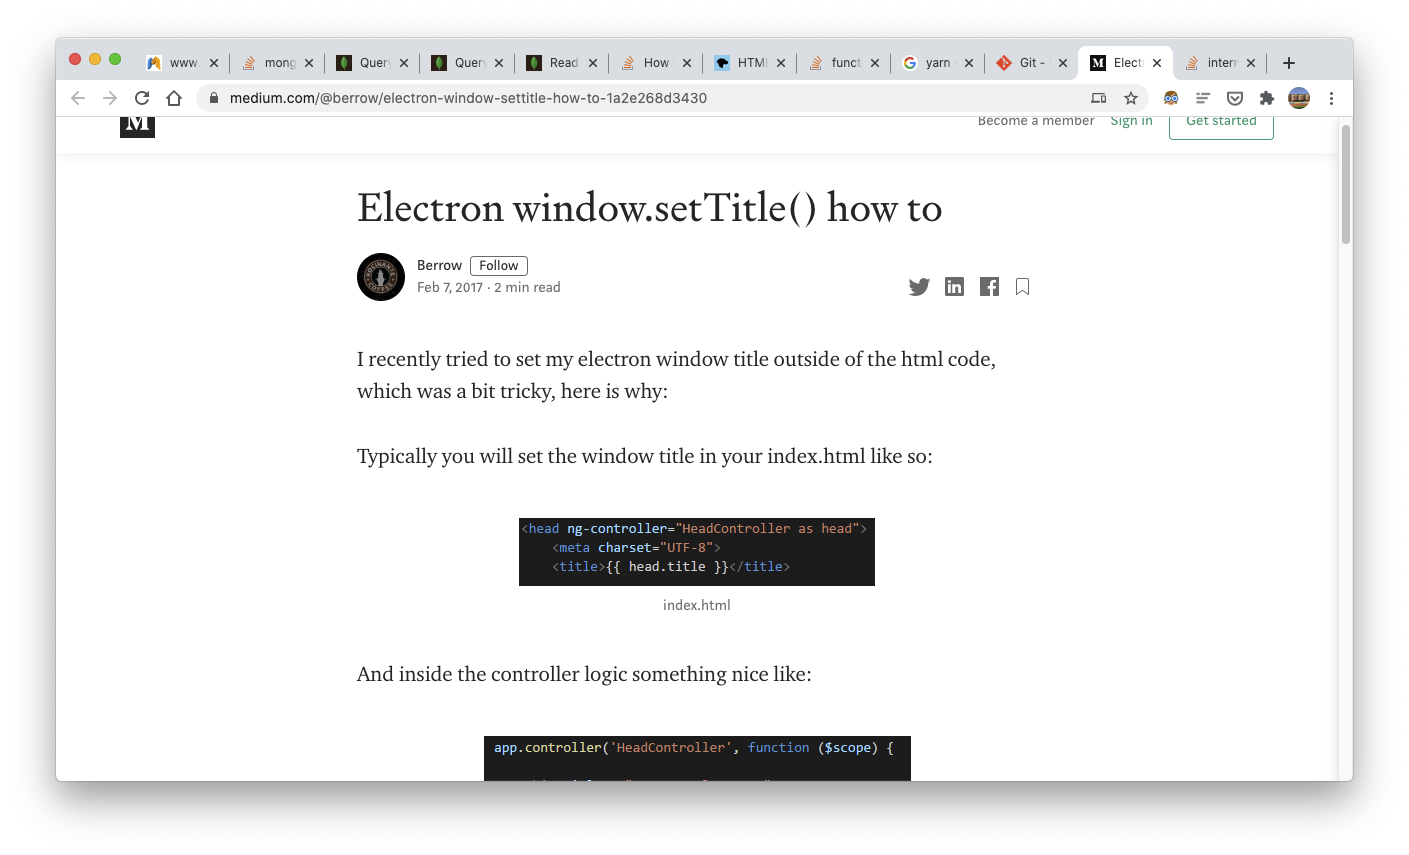 www. mong Query Query Read How HTML funct yarn - Git - Electr interr
medium.com/@berrow/electron-window-settitle-how-to-1a2e268d3430
M Become a member Sign in Get started
Electron window.setTitle() how to
Berrow Follow
Feb 7, 2017 · 2 min read
I recently tried to set my electron window title outside of the html code,
which was a bit tricky, here is why:
Typically you will set the window title in your index.html like so:
<head ng-controller="HeadController as head">
<meta charset="UTF-8">
<title>{{ head.title }}</title>
index.html
And inside the controller logic something nice like:
app.controller('HeadController', function ($scope) {